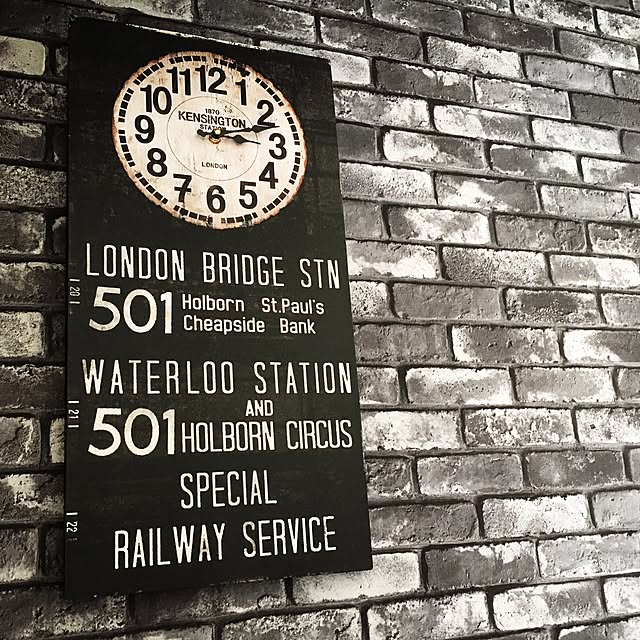 12
1
2
3
4
5
6
7
8
9
10
11
1870
KENSINGTON
STATION
LONDON
LONDON BRIDGE STN
20
501 Holborn St.Paul's
Cheapside Bank
WATERLOO STATION
21
AND
501 HOLBORN CIRCUS
SPECIAL
22
RAILWAY SERVICE